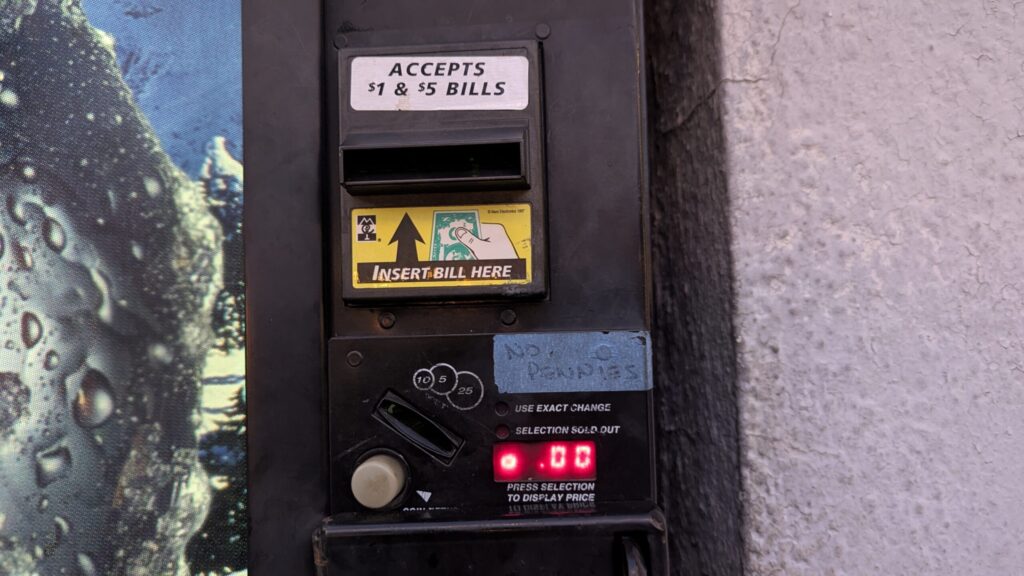 ACCEPTS
$1 & $5 BILLS
INSERT BILL HERE
NO
PENNIES
10 5 25
USE EXACT CHANGE
SELECTION SOLD OUT
.00
PRESS SELECTION
TO DISPLAY PRICE
COIN